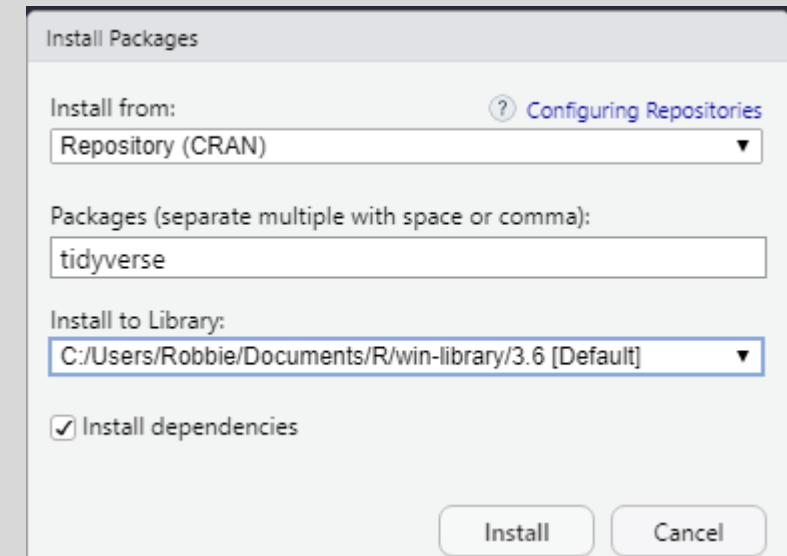 Install Packages
Install from:
? Configuring Repositories
Repository (CRAN)
Packages (separate multiple with space or comma):
tidyverse
Install to Library:
C:/Users/Robbie/Documents/R/win-library/3.6 [Default]
Install dependencies
Install
Cancel